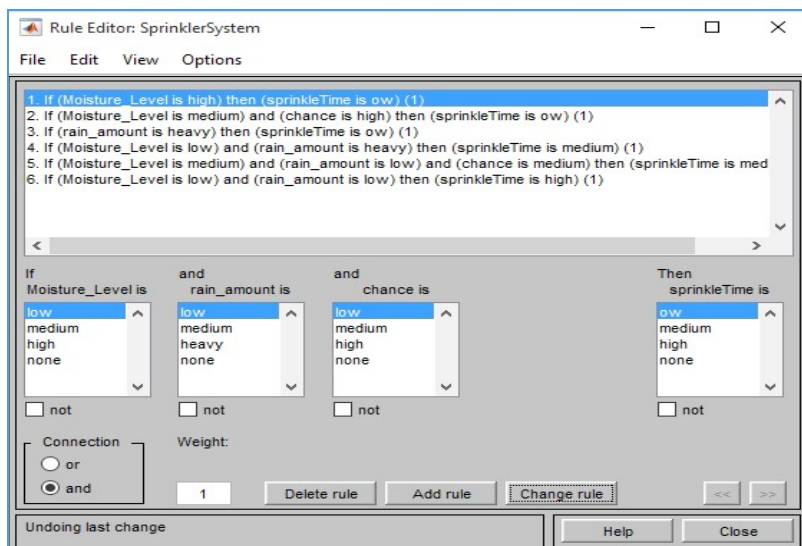 Rule Editor: SprinklerSystem
File Edit View Options
1. If (Moisture_Level is high) then (sprinkleTime is ow) (1)
2. If (Moisture_Level is medium) and (chance is high) then (sprinkleTime is ow) (1)
3. If (rain_amount is heavy) then (sprinkleTime is ow) (1)
4. If (Moisture_Level is low) and (rain_amount is heavy) then (sprinkleTime is medium) (1)
5. If (Moisture_Level is medium) and (rain_amount is low) and (chance is medium) then (sprinkleTime is med
6. If (Moisture_Level is low) and (rain_amount is low) then (sprinkleTime is high) (1)
If and and Then
Moisture_Level is rain_amount is chance is sprinkleTime is
low low low ow
medium medium medium medium
high heavy high high
none none none none
not not not not
Connection Weight:
or
and 1 Delete rule Add rule Change rule << >>
Undoing last change Help Close